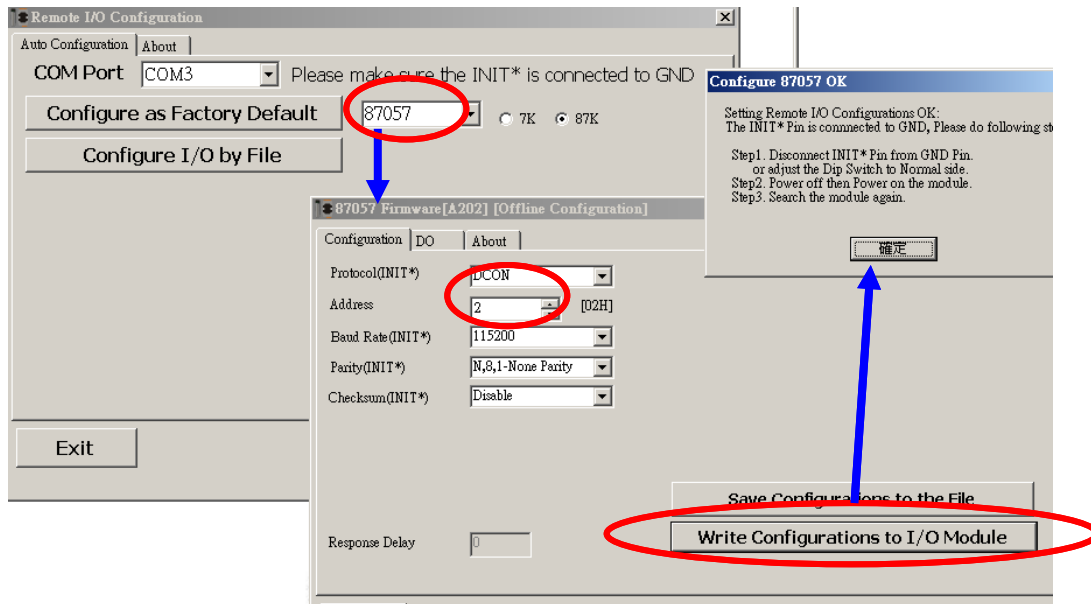 Remote I/O Configuration
Auto Configuration
About
COM Port
COM3
Please make sure the INIT* is connected to GND
Configure as Factory Default
87057
7K
87K
Configure I/O by File
Exit
87057 Firmware[A202] [Offline Configuration]
Configuration
DO
About
Protocol(INIT*)
DCON
Address
2
[02H]
Baud Rate(INIT*)
115200
Parity(INIT*)
N,8,1-None Parity
Checksum(INIT*)
Disable
Response Delay
0
Save Configurations to the File
Write Configurations to I/O Module
Configure 87057 OK
Setting Remote I/O Configurations OK:
The INIT* Pin is connnected to GND, Please do following st
Step1. Disconnect INIT* Pin from GND Pin.
or adjust the Dip Switch to Normal side.
Step2. Power off then Power on the module.
Step3. Search the module again.
確定